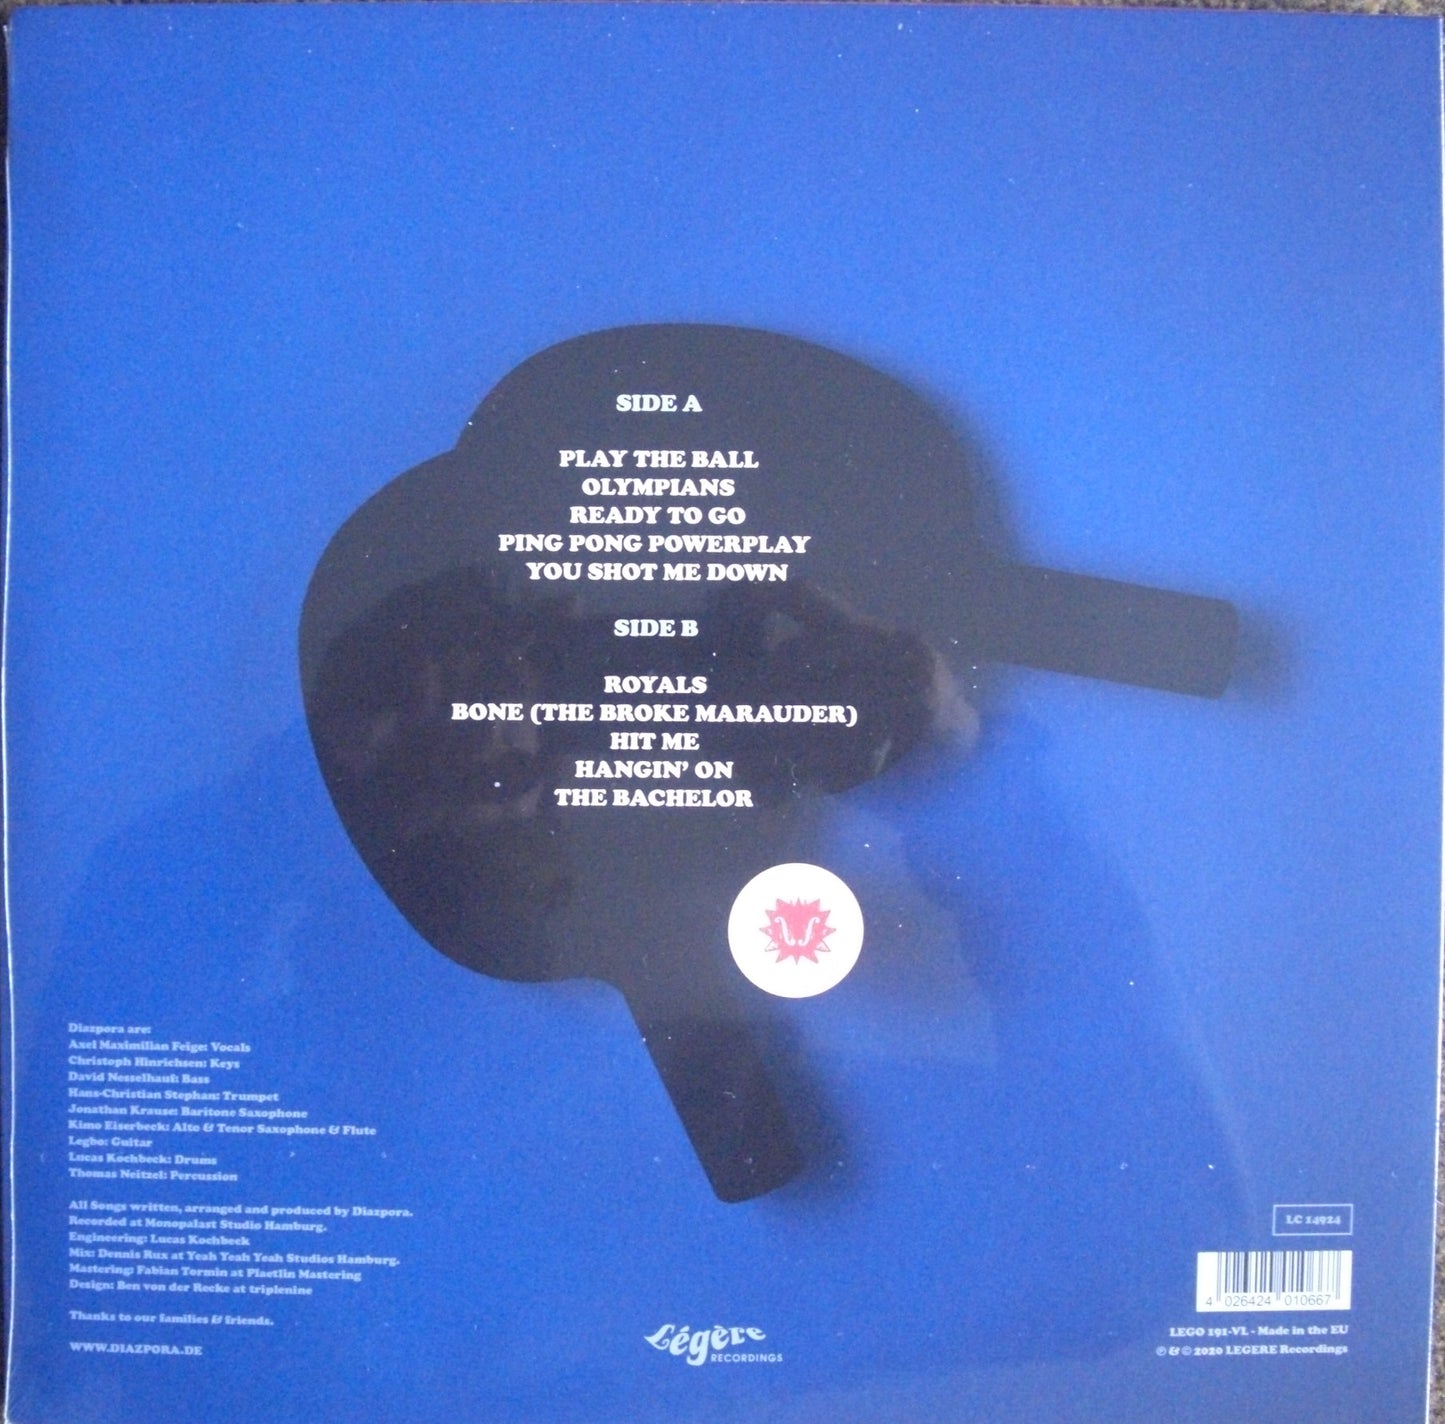 SIDE A
PLAY THE BALL
OLYMPIANS
READY TO GO
PING PONG POWERPLAY
YOU SHOT ME DOWN
SIDE B
ROYALS
BONE (THE BROKE MARAUDER)
HIT ME
HANGIN' ON
THE BACHELOR
Diazpora are:
Axel Maximilian Feige: Vocals
Christoph Hinrichsen: Keys
David Nesselhauf: Bass
Hans-Christian Stephan: Trumpet
Jonathan Krause: Baritone Saxophone
Kimo Eiserbeck: Alto & Tenor Saxophone & Flute
Legbo: Guitar
Lucas Kochbeck: Drums
Thomas Neitzel: Percussion
All Songs written, arranged and produced by Diazpora.
Recorded at Monopalast Studio Hamburg.
Engineering: Lucas Kochbeck
Mix: Dennis Rux at Yeah Yeah Yeah Studios Hamburg.
Mastering: Fabian Tormin at Plaetlin Mastering
Design: Ben von der Recke at triplenine
Thanks to our families & friends.
WWW.DIAZPORA.DE
Légère
RECORDINGS
LC 14924
4 026424 010667
LEGO 191-VL - Made in the EU
℗ & © 2020 LEGERE Recordings